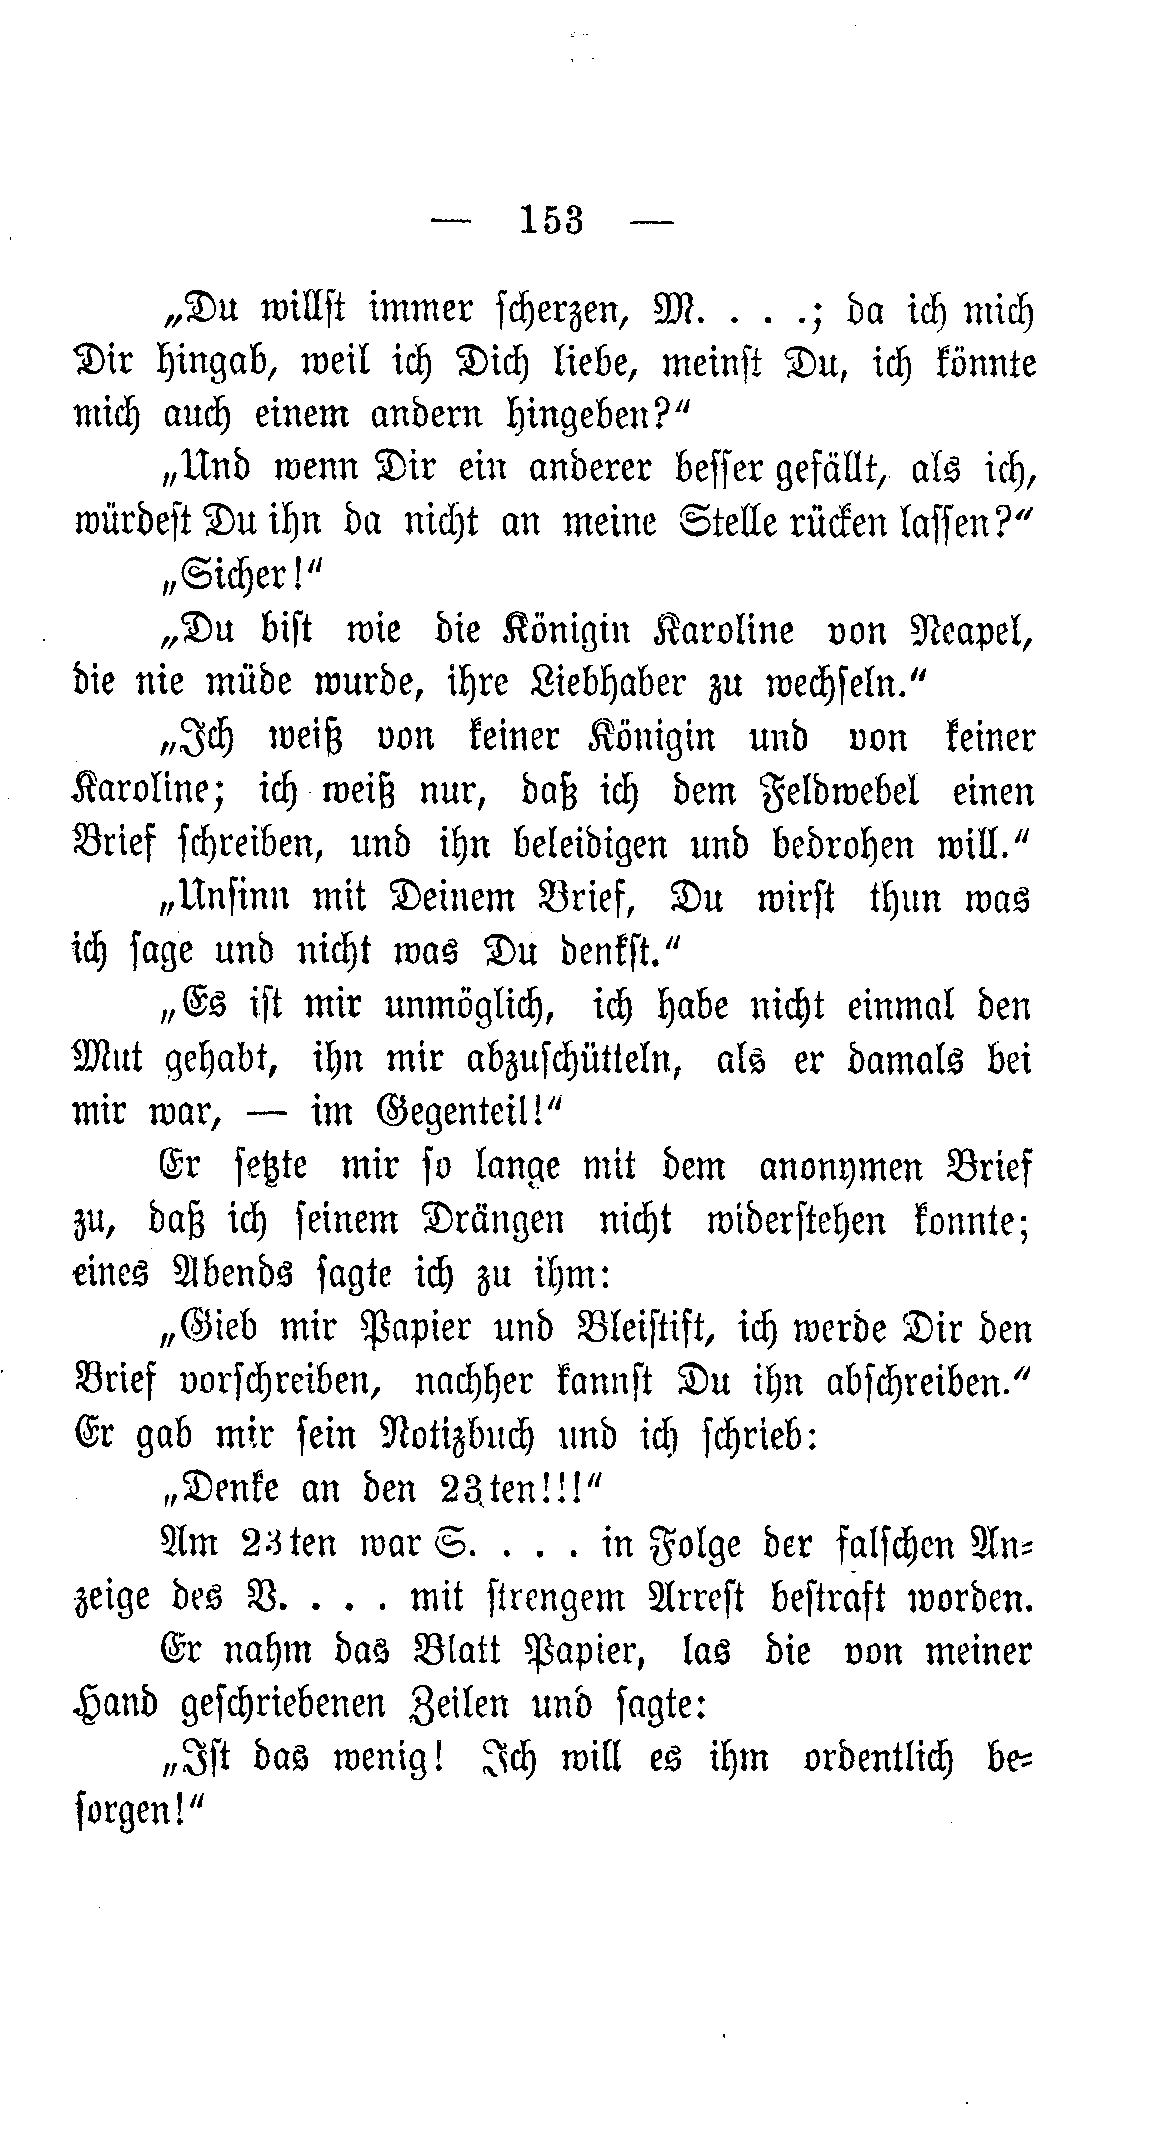 — 153 —
„Du willst immer scherzen, M. . . .; da ich mich
Dir hingab, weil ich Dich liebe, meinst Du, ich könnte
mich auch einem andern hingeben?“
„Und wenn Dir ein anderer besser gefällt, als ich,
würdest Du ihn da nicht an meine Stelle rücken lassen?“
„Sicher!“
„Du bist wie die Königin Karoline von Neapel,
die nie müde wurde, ihre Liebhaber zu wechseln.“
„Ich weiß von keiner Königin und von keiner
Karoline; ich weiß nur, daß ich dem Feldwebel einen
Brief schreiben, und ihn beleidigen und bedrohen will.“
„Unsinn mit Deinem Brief, Du wirst thun was
ich sage und nicht was Du denkst.“
„Es ist mir unmöglich, ich habe nicht einmal den
Mut gehabt, ihn mir abzuschütteln, als er damals bei
mir war, — im Gegenteil!“
Er setzte mir so lange mit dem anonymen Brief
zu, daß ich seinem Drängen nicht widerstehen konnte;
eines Abends sagte ich zu ihm:
„Gieb mir Papier und Bleistift, ich werde Dir den
Brief vorschreiben, nachher kannst Du ihn abschreiben.“
Er gab mir sein Notizbuch und ich schrieb:
„Denke an den 23ten!!!“
Am 23ten war S. . . . in Folge der falschen An-
zeige des V. . . . mit strengem Arrest bestraft worden.
Er nahm das Blatt Papier, las die von meiner
Hand geschriebenen Zeilen und sagte:
„Ist das wenig! Ich will es ihm ordentlich be-
sorgen!“